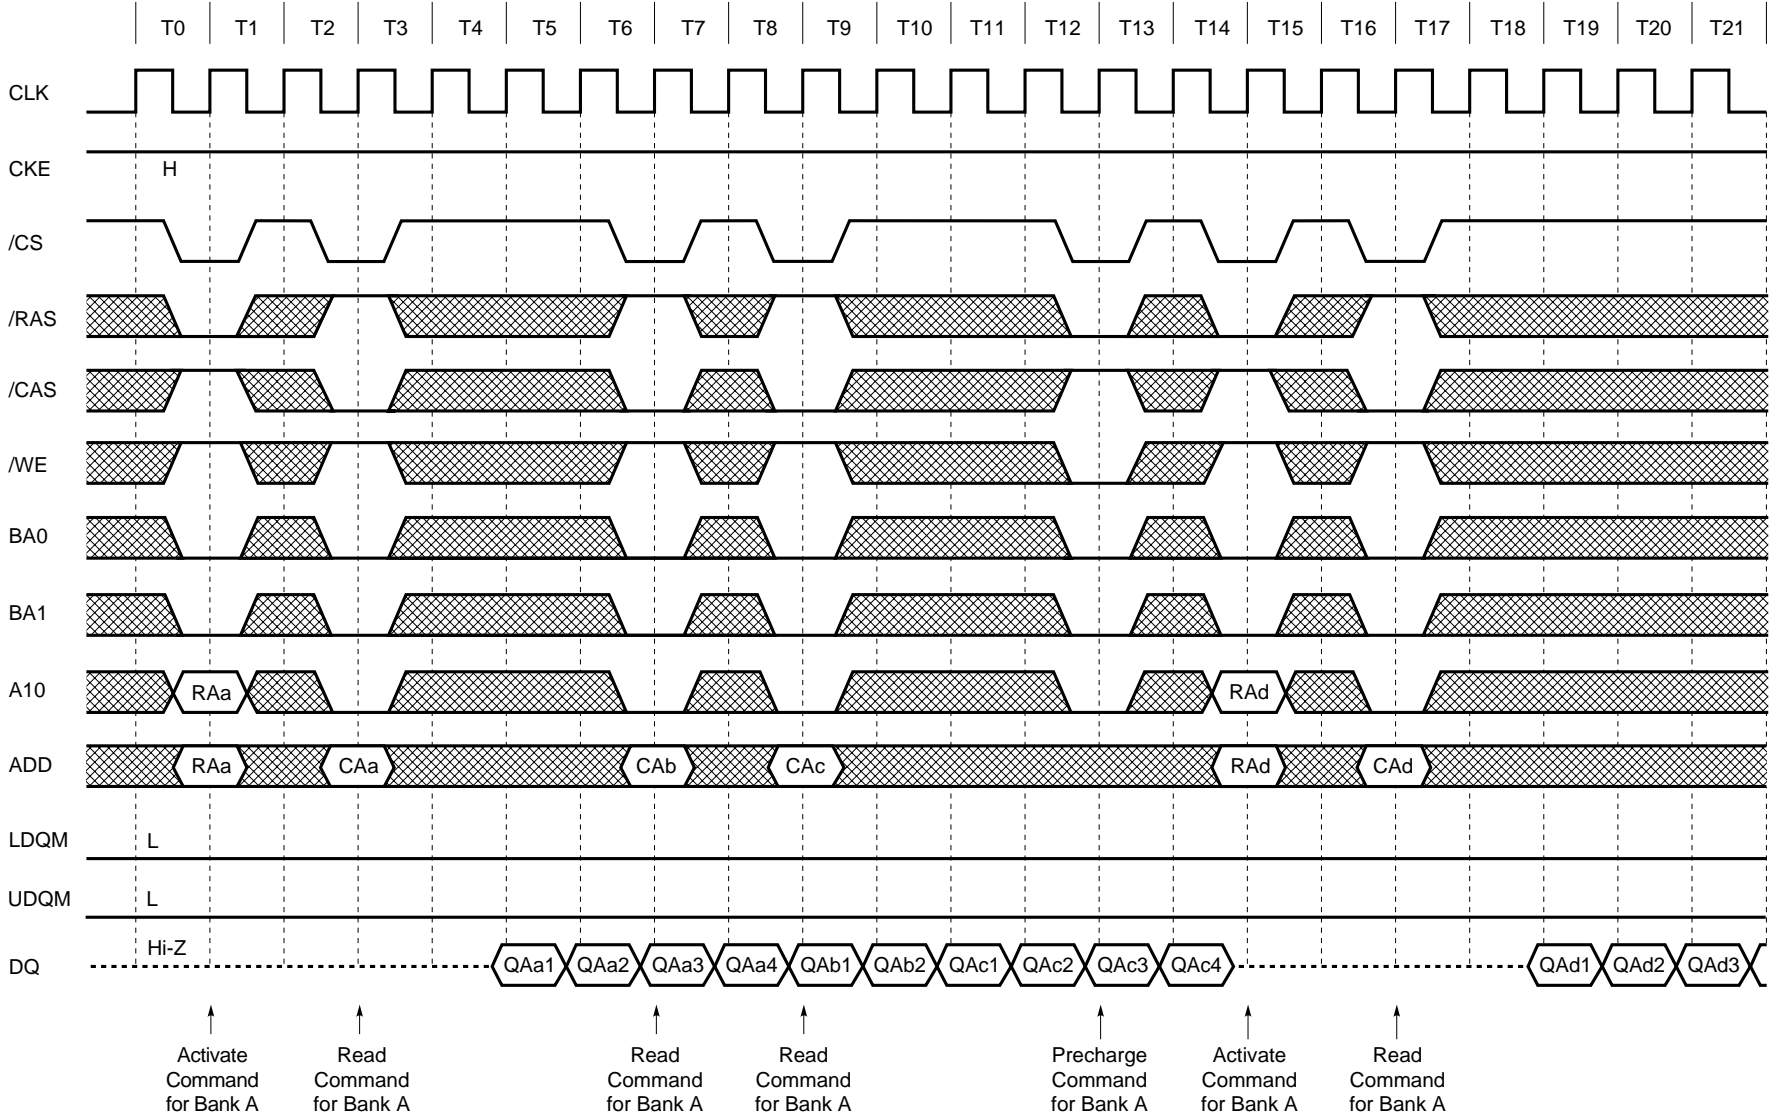 T0 T1 T2 T3 T4 T5 T6 T7 T8 T9 T10 T11 T12 T13 T14 T15 T16 T17 T18 T19 T20 T21
CLK
CKE H
/CS
/RAS
/CAS
/WE
BA0
BA1
A10 RAa RAd
ADD RAa CAa CAb CAc RAd CAd
LDQM L
UDQM L
DQ Hi-Z QAa1 QAa2 QAa3 QAa4 QAb1 QAb2 QAc1 QAc2 QAc3 QAc4 QAd1 QAd2 QAd3
Activate
Command
for Bank A
Read
Command
for Bank A
Read
Command
for Bank A
Read
Command
for Bank A
Precharge
Command
for Bank A
Activate
Command
for Bank A
Read
Command
for Bank A